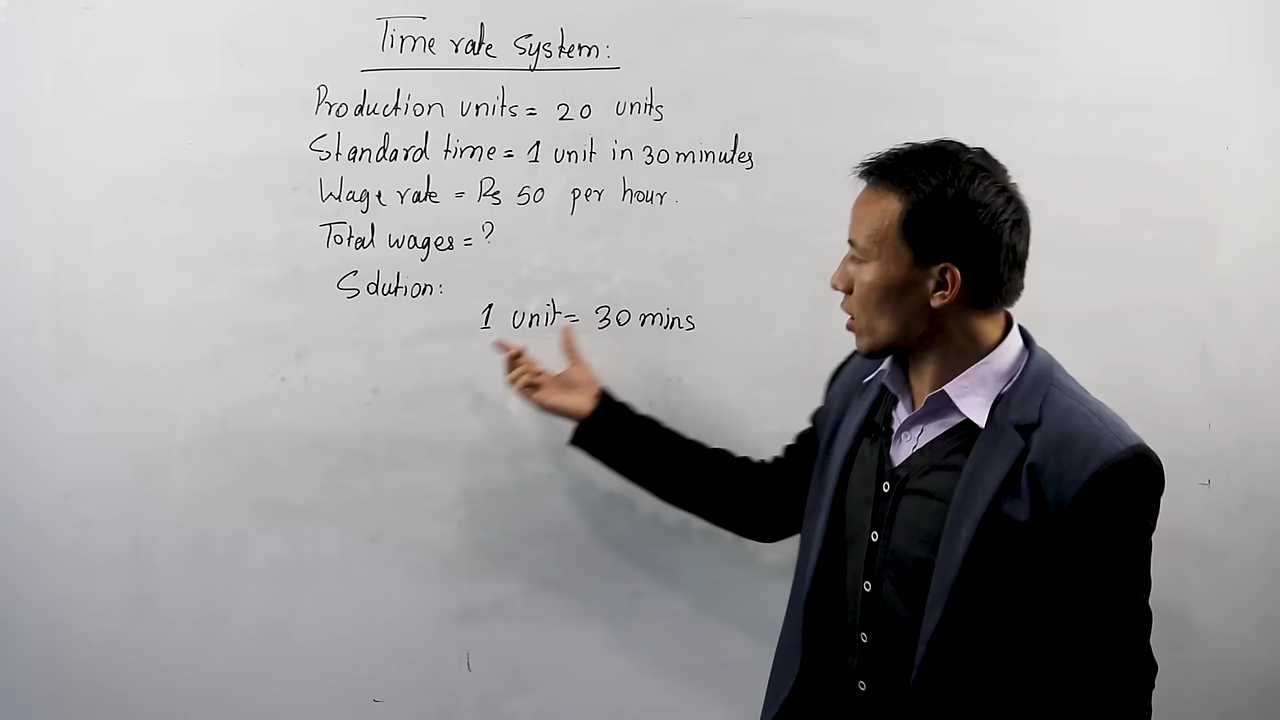 Time rate system:
Production units = 20 units
Standard time = 1 unit in 30 minutes
Wage rate = Rs 50 per hour.
Total wages = ?
Solution:
1 unit = 30 mins